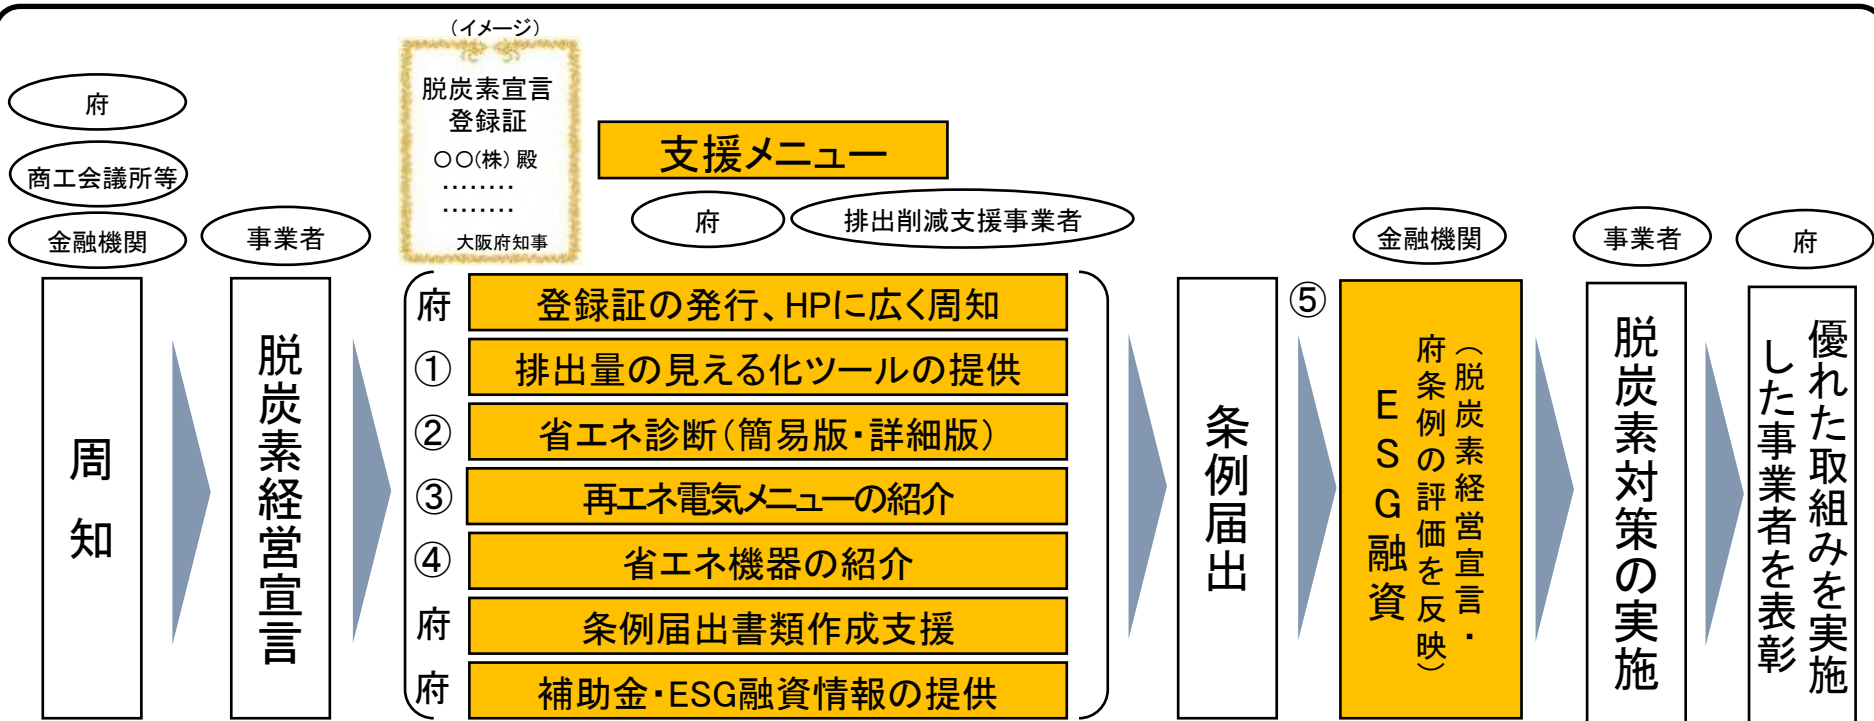 府
商工会議所等
金融機関
周知
事業者
脱炭素経営宣言
(イメージ)
脱炭素宣言
登録証
○○(株)殿
………
………
大阪府知事
支援メニュー
府
排出削減支援事業者
府 登録証の発行、HPに広く周知
① 排出量の見える化ツールの提供
② 省エネ診断(簡易版・詳細版)
③ 再エネ電気メニューの紹介
④ 省エネ機器の紹介
府 条例届出書類作成支援
府 補助金・ESG融資情報の提供
条例届出
⑤
金融機関
(脱炭素経営宣言・
府条例の評価を反映)
ESG融資
事業者
脱炭素対策の実施
府
優れた取組みを実施
した事業者を表彰